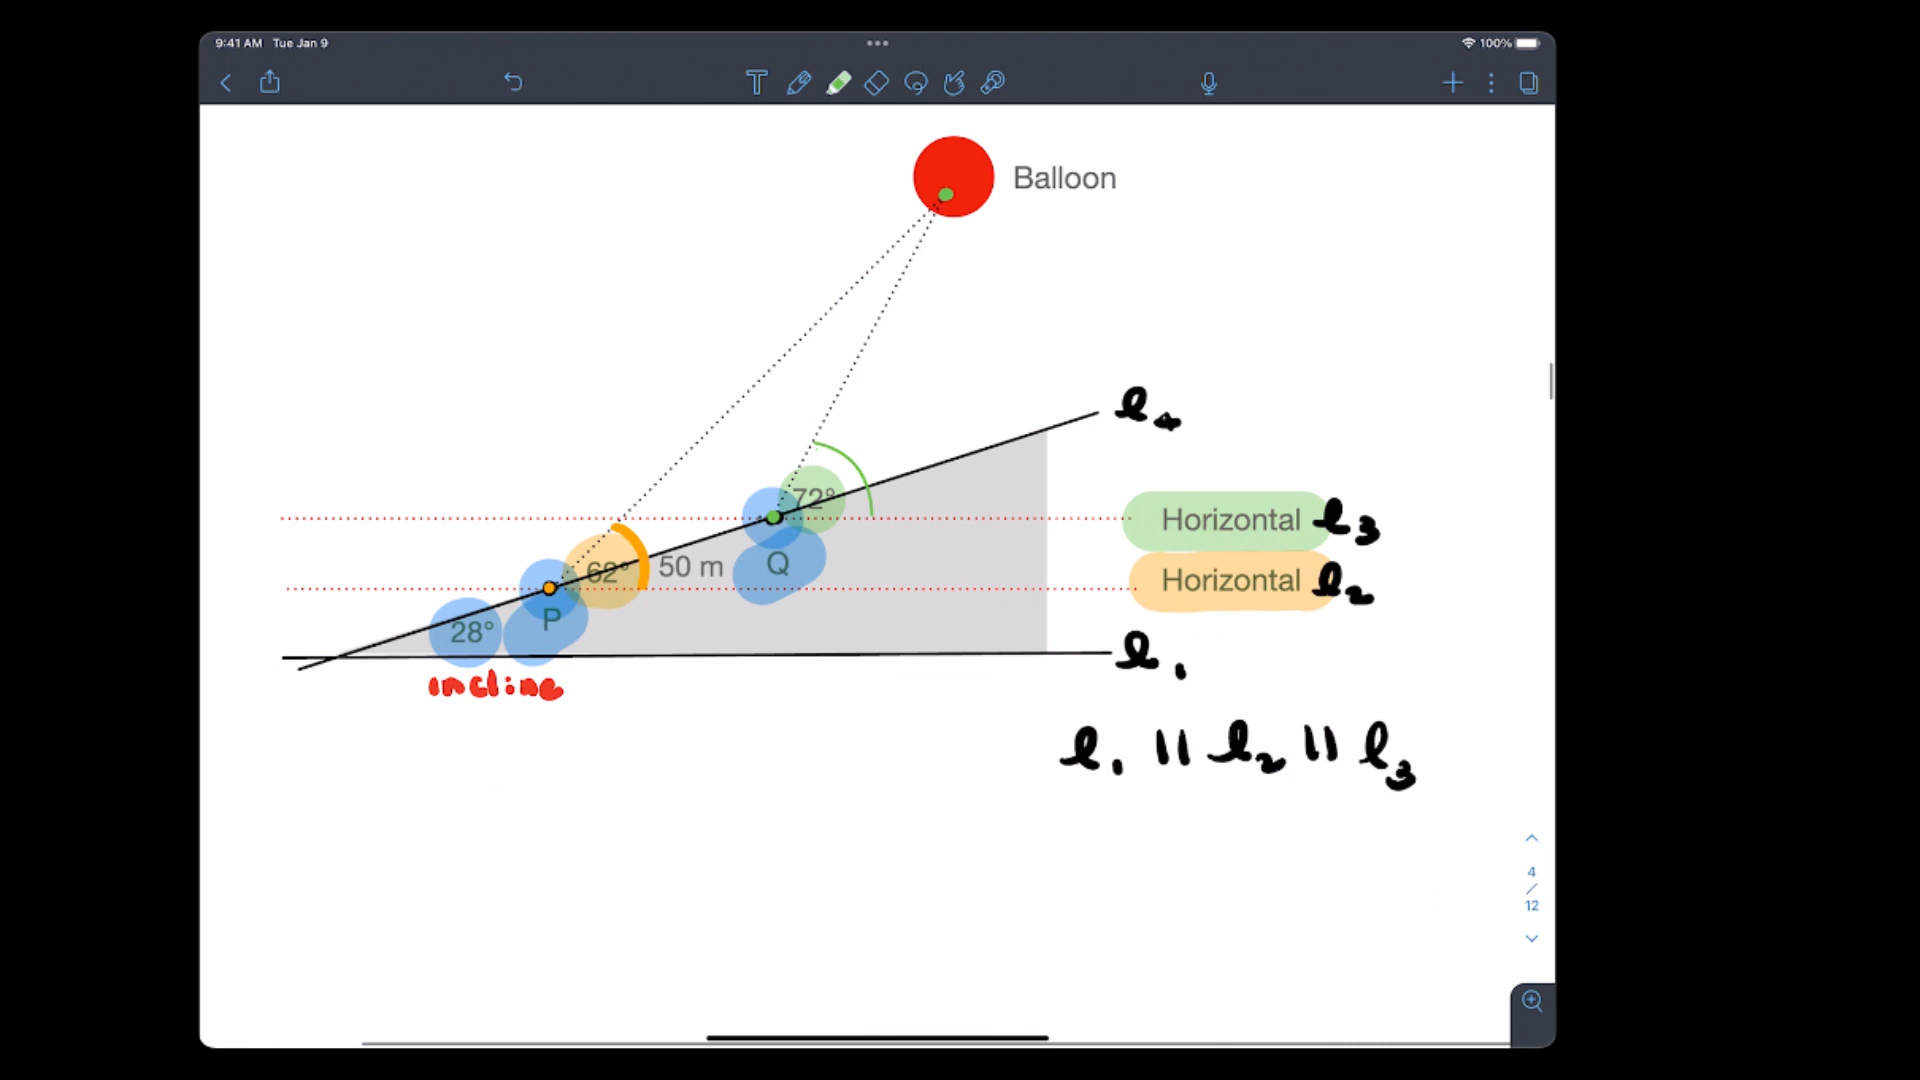 9:41 AM Tue Jan 9
100%
T
Balloon
l₄
72°
Horizontal l₃
62°
50 m
Q
Horizontal l₂
P
28°
l₁
incline
l₁ || l₂ || l₃
4
/
12